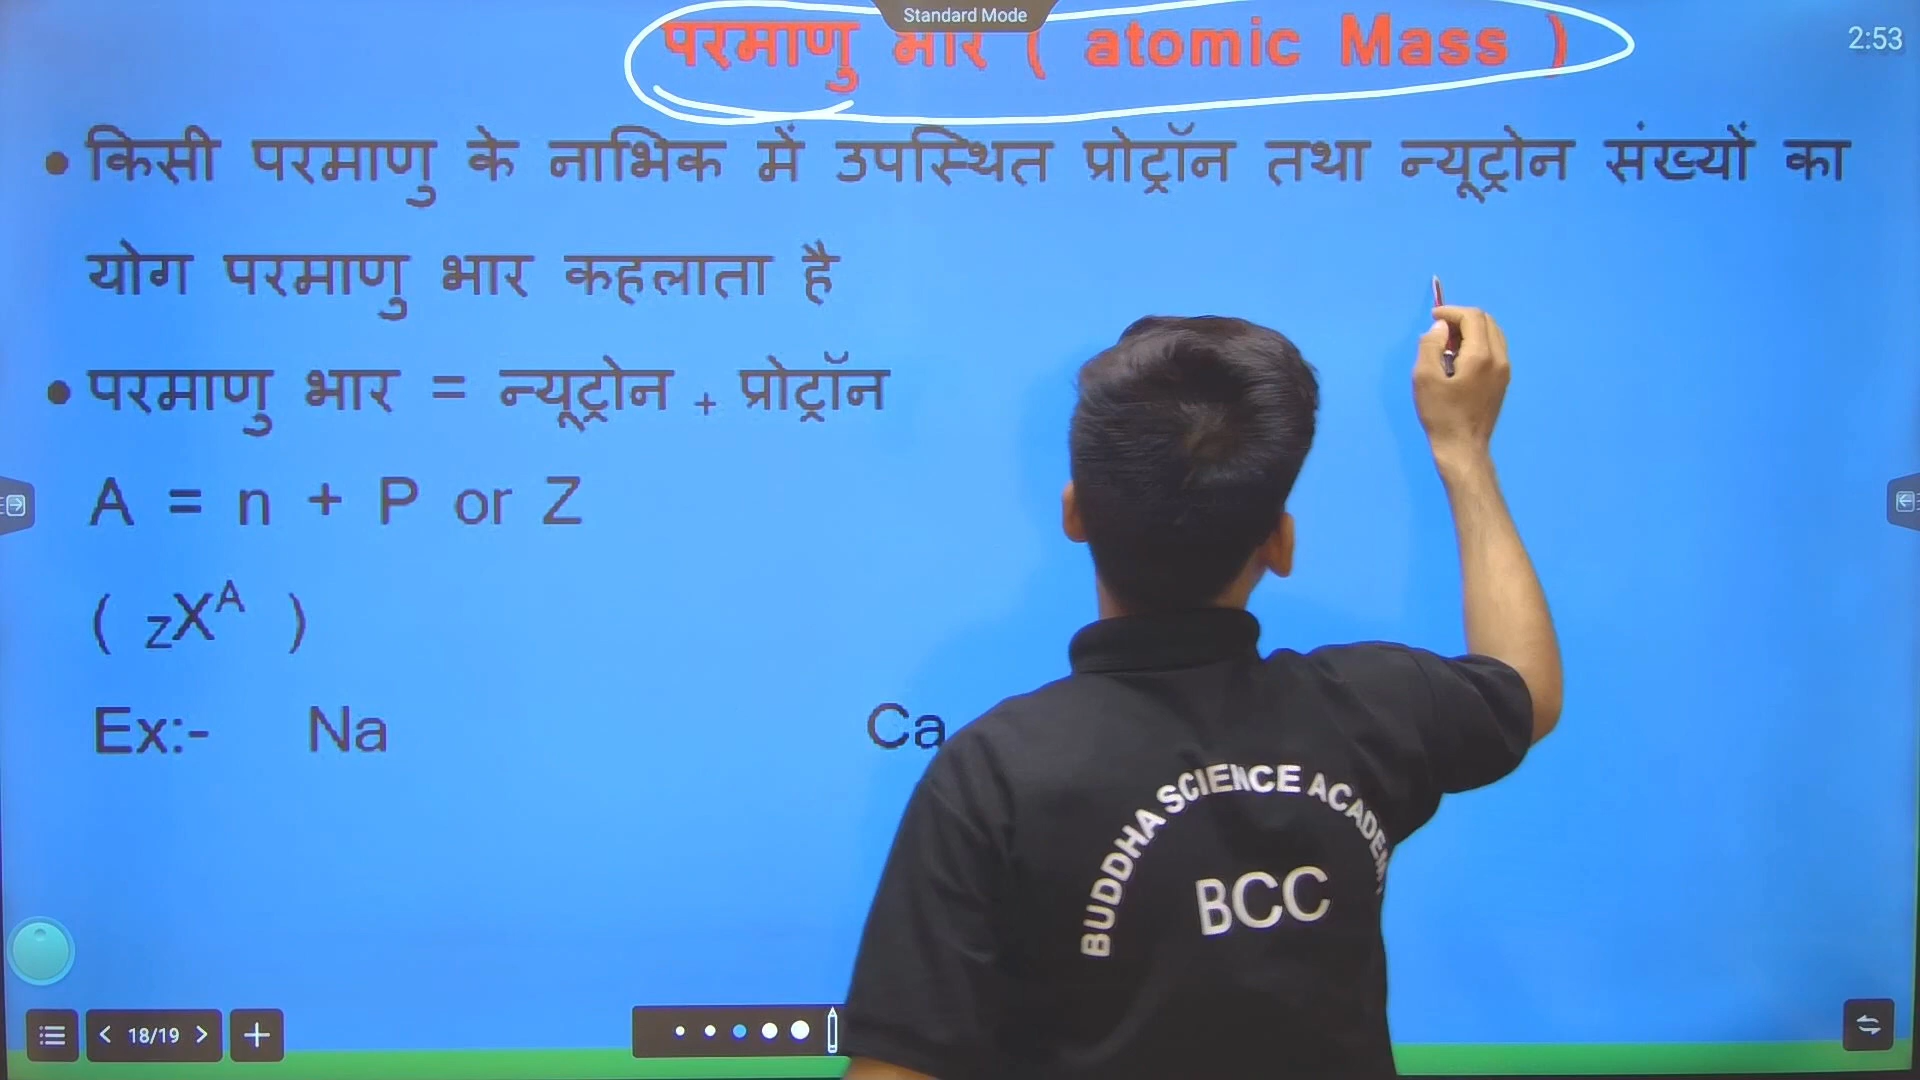 Standard Mode
2:53
परमाणु भार ( atomic Mass )
• किसी परमाणु के नाभिक में उपस्थित प्रोट्रॉन तथा न्यूट्रोन संख्यों का
योग परमाणु भार कहलाता है
• परमाणु भार = न्यूट्रोन + प्रोट्रॉन
A = n + P or Z
( zXᴬ )
Ex:- Na Ca
BUDDHA SCIENCE ACADEMY
BCC
18/19